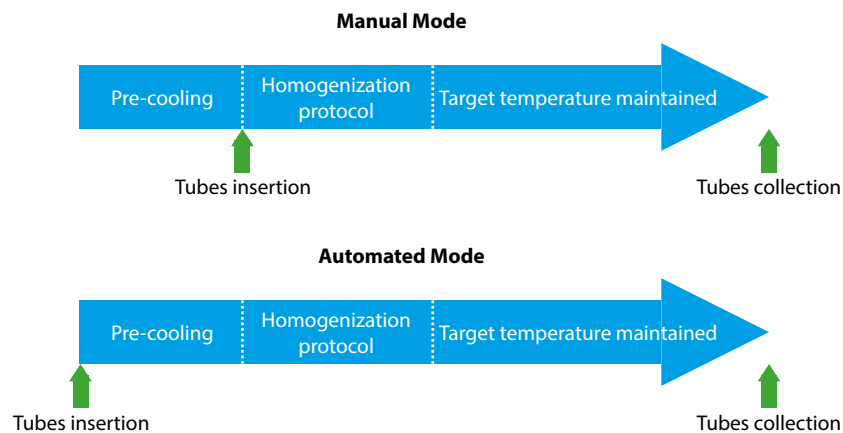 Manual Mode
Pre-cooling
Homogenization
protocol
Target temperature maintained
Tubes insertion
Tubes collection
Automated Mode
Pre-cooling
Homogenization
protocol
Target temperature maintained
Tubes insertion
Tubes collection